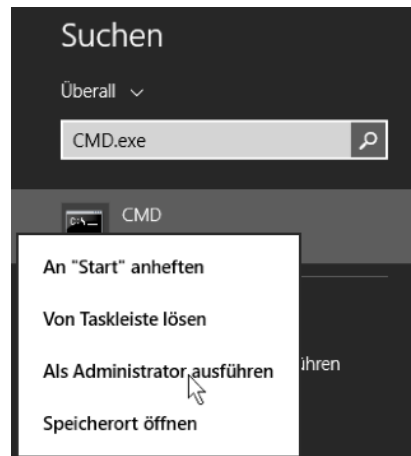 Suchen
Überall
CMD.exe
CMD
An "Start" anheften
Von Taskleiste lösen
Als Administrator ausführen
Speicherort öffnen